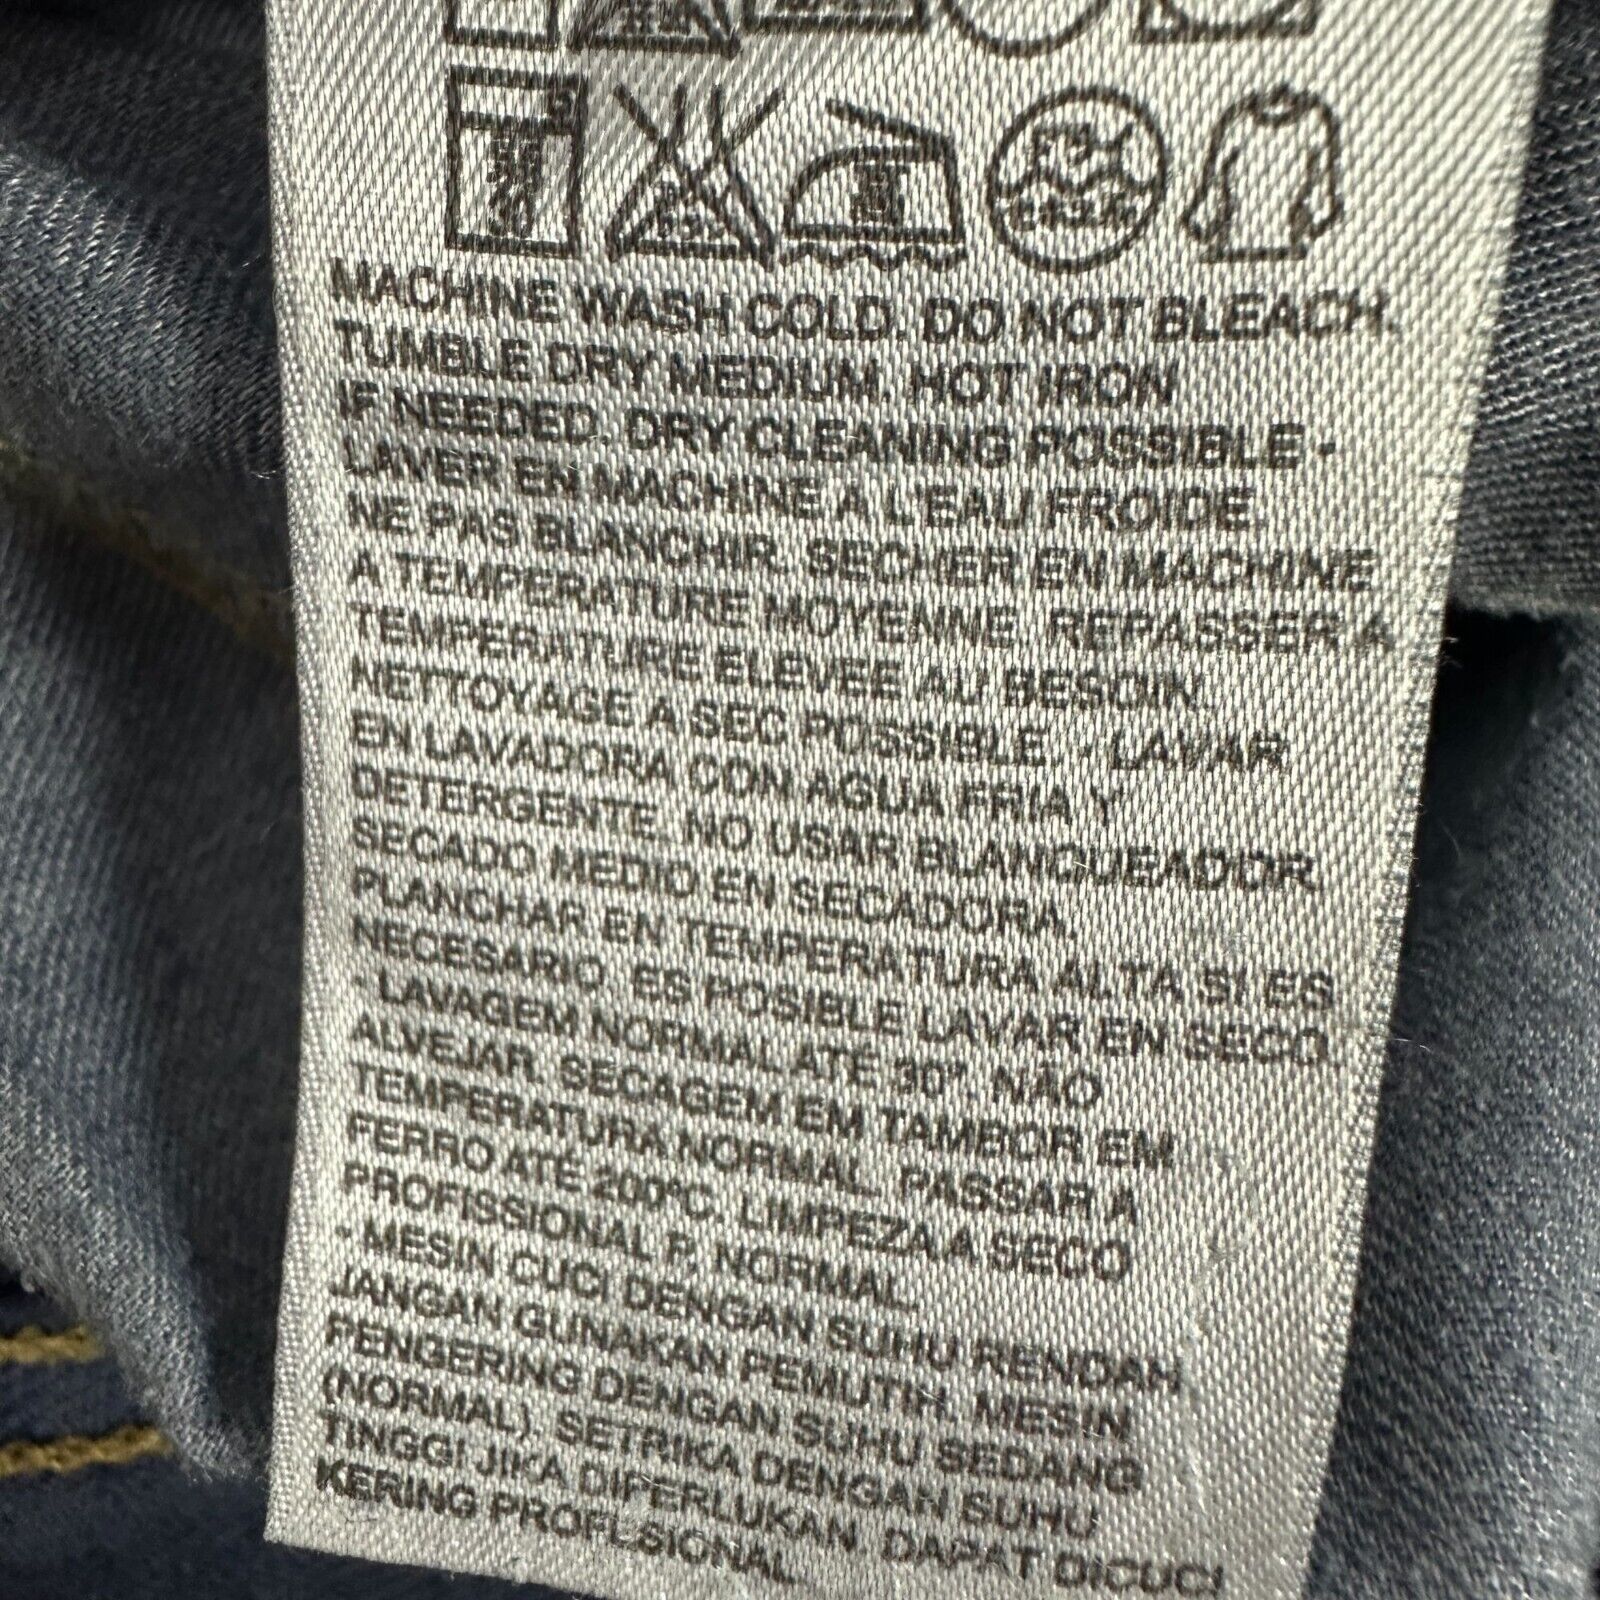 MACHINE WASH COLD. DO NOT BLEACH.
TUMBLE DRY MEDIUM. HOT IRON
IF NEEDED. DRY CLEANING POSSIBLE -
LAVER EN MACHINE A L'EAU FROIDE
NE PAS BLANCHIR. SECHER EN MACHINE
A TEMPERATURE MOYENNE. REPASSER A
TEMPERATURE ELEVEE AU BESOIN
NETTOYAGE A SEC POSSIBLE. - LAVAR
EN LAVADORA CON AGUA FRIA Y
DETERGENTE. NO USAR BLANQUEADOR
SECADO MEDIO EN SECADORA
PLANCHAR EN TEMPERATURA ALTA SI ES
NECESARIO. ES POSIBLE LAVAR EN SECO
- LAVAGEM NORMAL ATÉ 30°. NÃO
ALVEJAR. SECAGEM EM TAMBOR EM
TEMPERATURA NORMAL. PASSAR A
FERRO ATÉ 200°C. LIMPEZA A SECO
PROFISSIONAL P, NORMAL.
- MESIN CUCI DENGAN SUHU RENDAH
JANGAN GUNAKAN PEMUTIH. MESIN
PENGERING DENGAN SUHU SEDANG
(NORMAL). SETRIKA DENGAN SUHU
TINGGI JIKA DIPERLUKAN. DAPAT DICUCI
KERING PROFESIONAL.